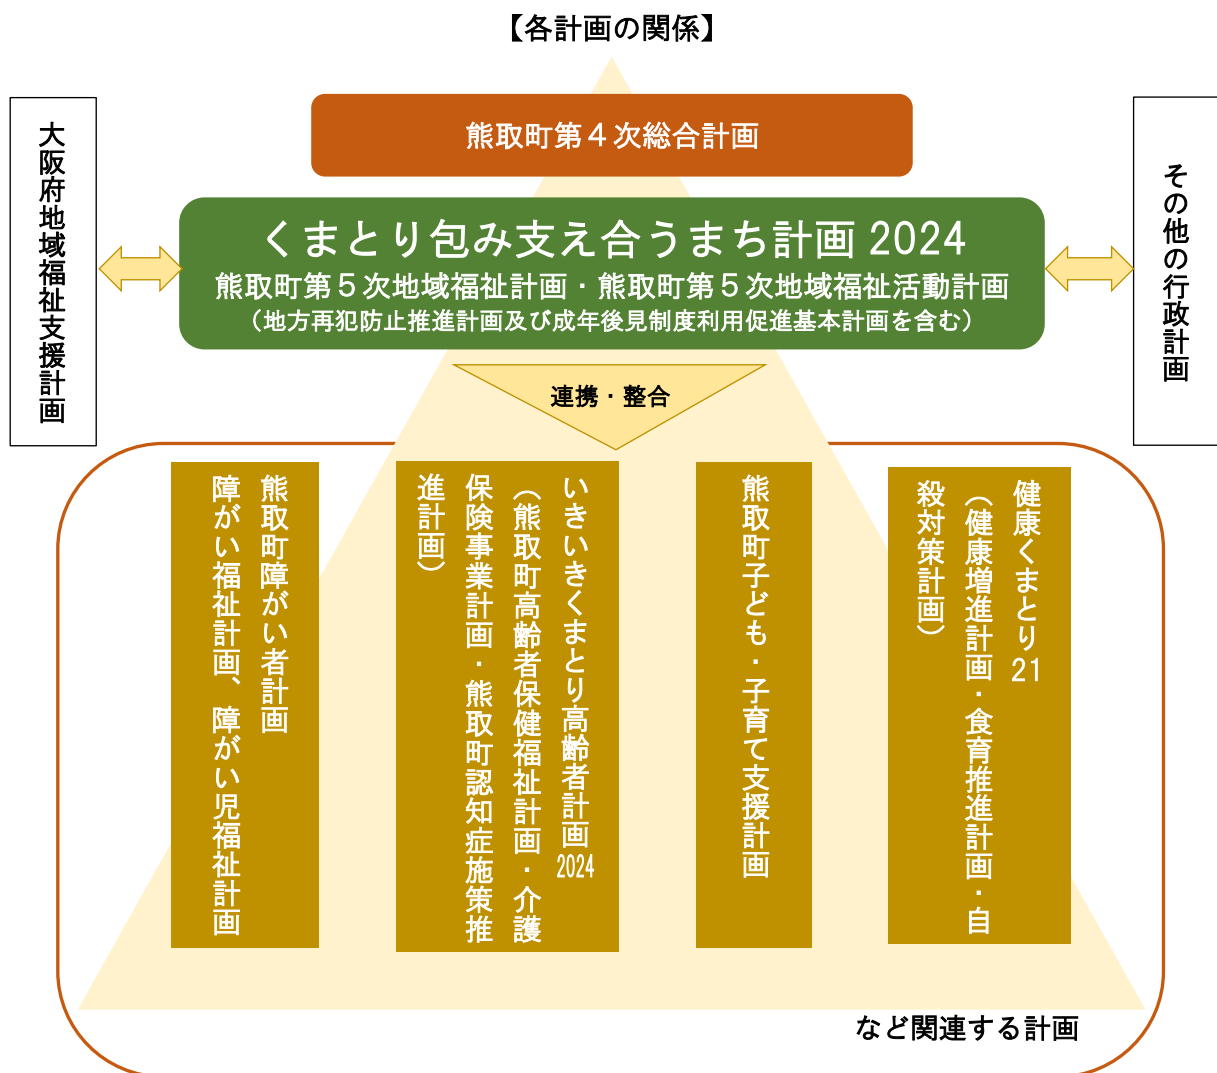 【各計画の関係】
熊取町第４次総合計画
大阪府地域福祉支援計画
くまとり包み支え合うまち計画 2024
熊取町第５次地域福祉計画・熊取町第５次地域福祉活動計画
（地方再犯防止推進計画及び成年後見制度利用促進基本計画を含む）
その他の行政計画
連携・整合
熊取町障がい者計画
障がい福祉計画、障がい児福祉計画
いきいきくまとり高齢者計画 2024
（熊取町高齢者保健福祉計画・介護
保険事業計画・熊取町認知症施策推
進計画）
熊取町子ども・子育て支援計画
健康くまとり 21
（健康増進計画・食育推進計画・自
殺対策計画）
など関連する計画